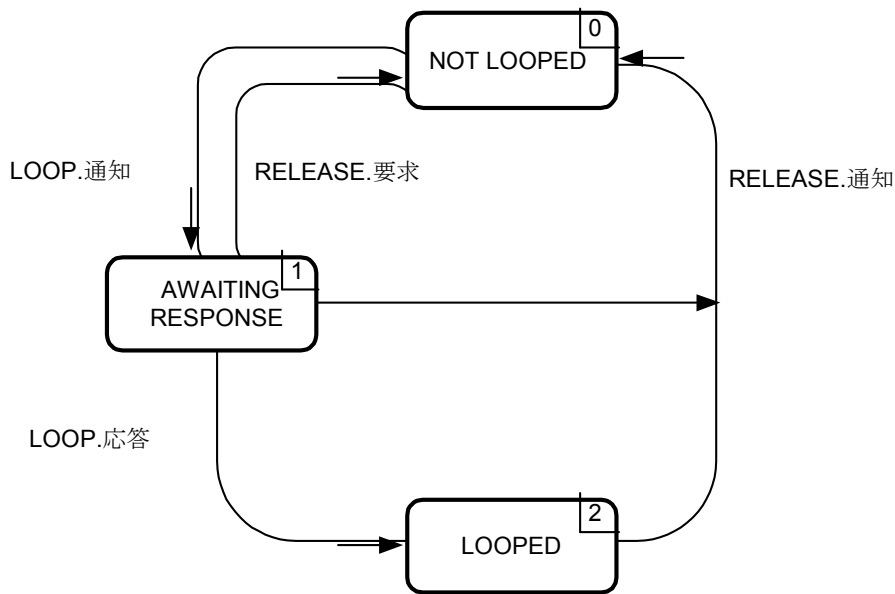 0
NOT LOOPED
LOOP.通知
RELEASE.要求
RELEASE.通知
1
AWAITING
RESPONSE
LOOP.応答
2
LOOPED